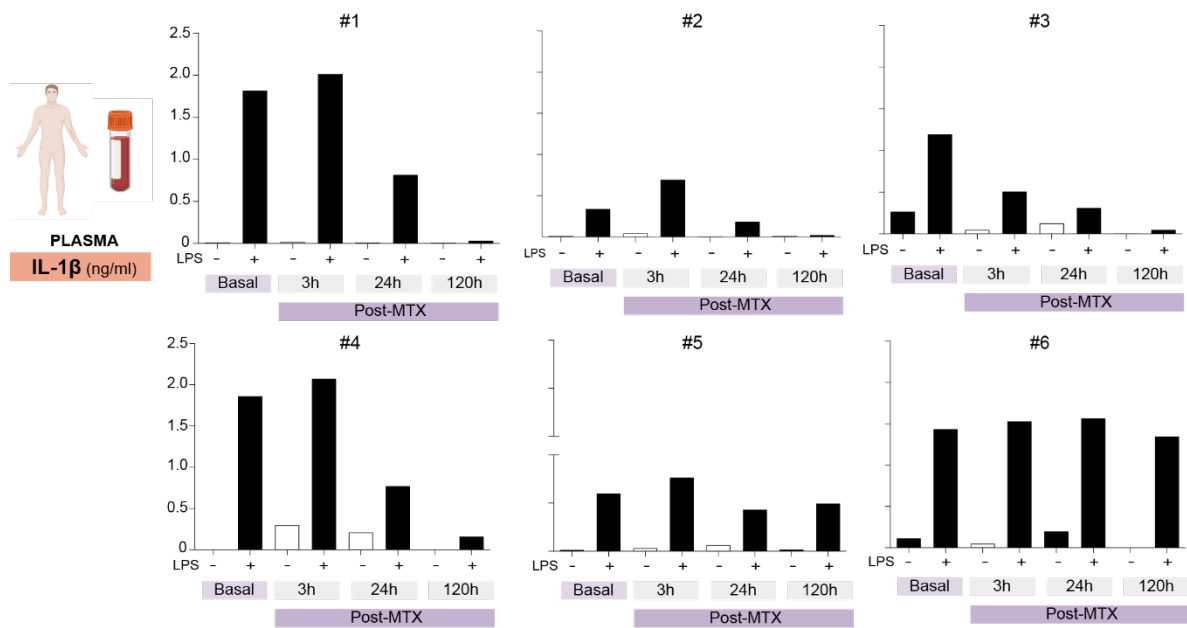 #1
#2
#3
2.5
2.0
1.5
1.0
0.5
0
PLASMA
IL-1β (ng/ml)
LPS - + - + - + - +
Basal 3h 24h 120h
Post-MTX
LPS - + - + - + - +
Basal 3h 24h 120h
Post-MTX
LPS - + - + - + - +
Basal 3h 24h 120h
Post-MTX
#4
#5
#6
2.5
2.0
1.5
1.0
0.5
0
LPS - + - + - + - +
Basal 3h 24h 120h
Post-MTX
LPS - + - + - + - +
Basal 3h 24h 120h
Post-MTX
LPS - + - + - + - +
Basal 3h 24h 120h
Post-MTX